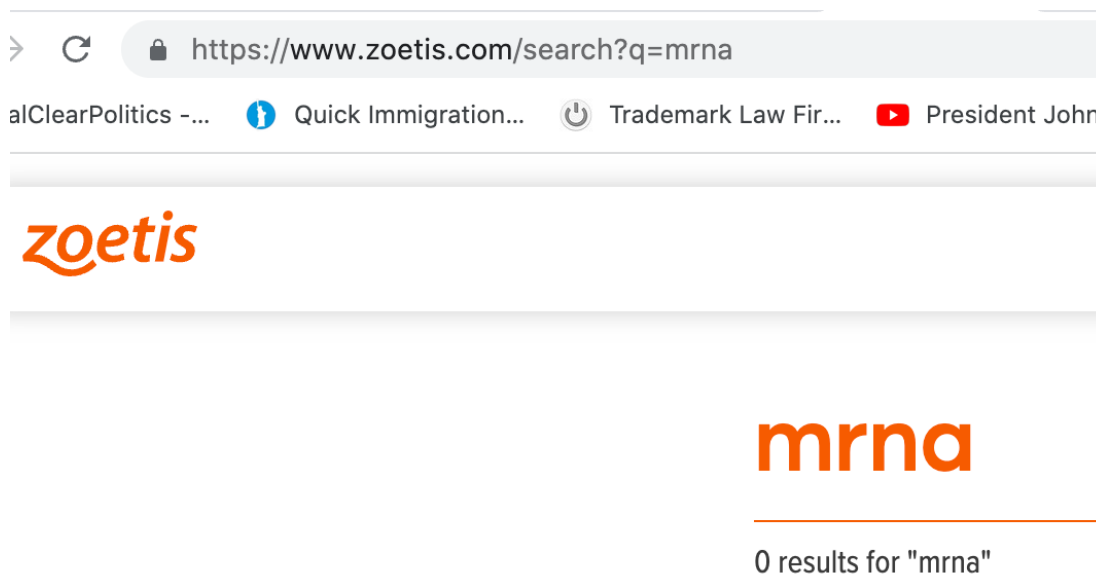 https://www.zoetis.com/search?q=mrna
alClearPolitics -... Quick Immigration... Trademark Law Fir... President John
zoetis
mrna
0 results for "mrna"